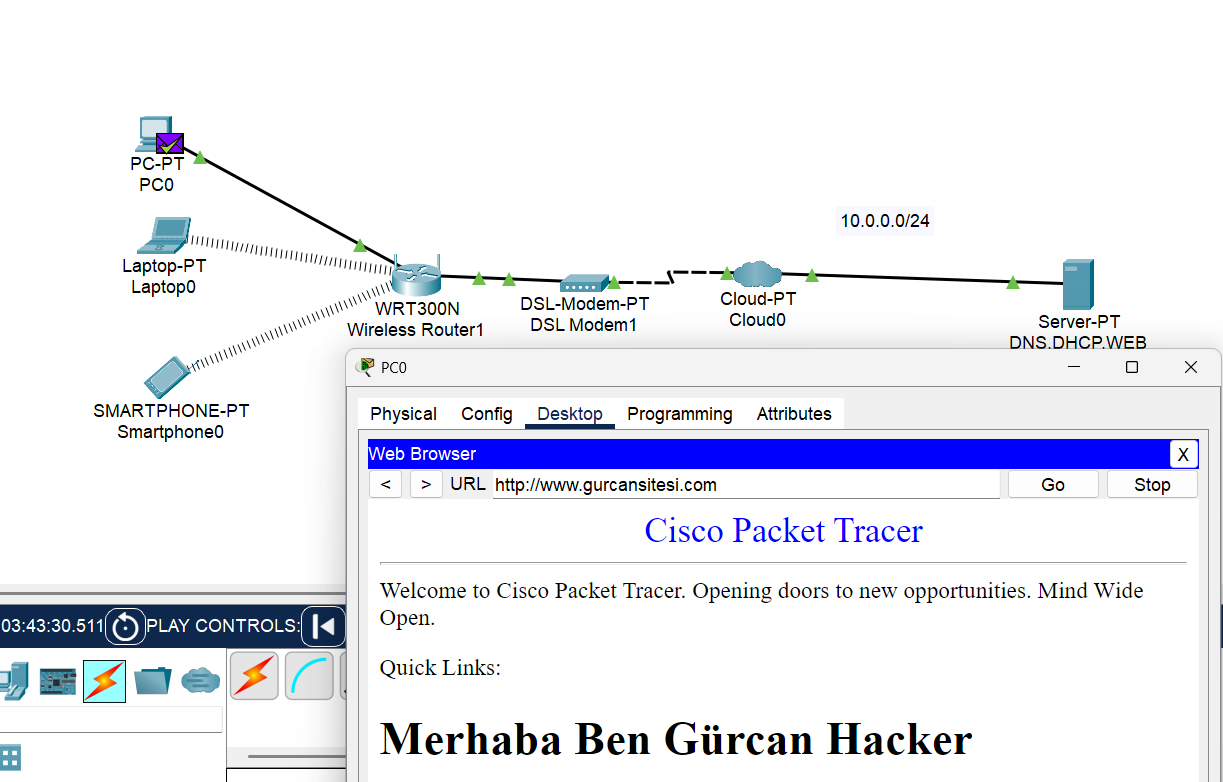 PC-PT
PC0
Laptop-PT
Laptop0
SMARTPHONE-PT
Smartphone0
WRT300N
Wireless Router1
DSL-Modem-PT
DSL Modem1
Cloud-PT
Cloud0
10.0.0.0/24
Server-PT
DNS.DHCP.WEB
PC0
Physical Config Desktop Programming Attributes
Web Browser X
< > URL http://www.gurcansitesi.com Go Stop
Cisco Packet Tracer
Welcome to Cisco Packet Tracer. Opening doors to new opportunities. Mind Wide
Open.
Quick Links:
Merhaba Ben Gürcan Hacker
03:43:30.511 PLAY CONTROLS: